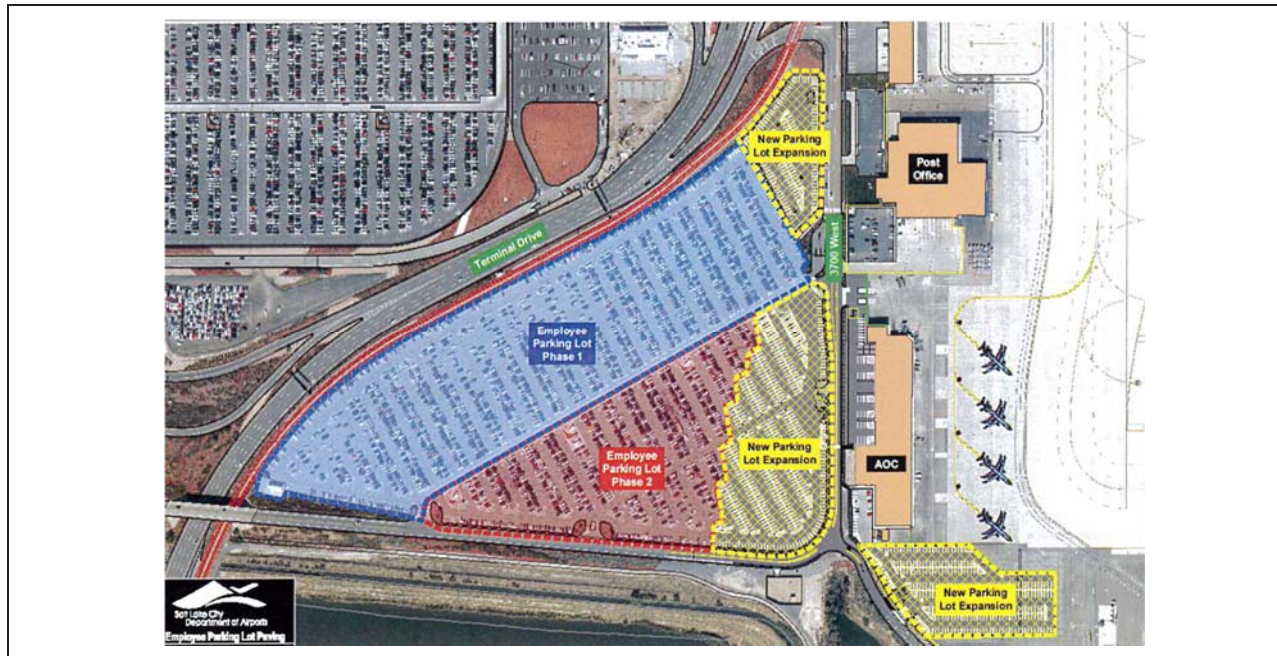 New Parking
Lot Expansion
Post
Office
Terminal Drive
3700 West
Employee
Parking Lot
Phase 1
Employee
Parking Lot
Phase 2
New Parking
Lot Expansion
AOC
New Parking
Lot Expansion
Salt Lake City
Department of Airports
Employee Parking Lot Paving